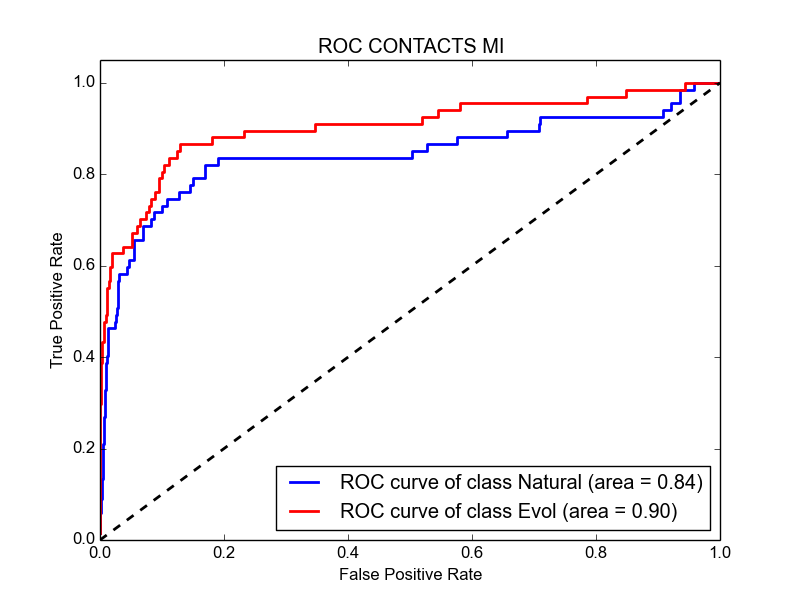 ROC CONTACTS MI
True Positive Rate
1.0
0.8
0.6
0.4
0.2
0.0
ROC curve of class Natural (area = 0.84)
ROC curve of class Evol (area = 0.90)
0.0 0.2 0.4 0.6 0.8 1.0
False Positive Rate